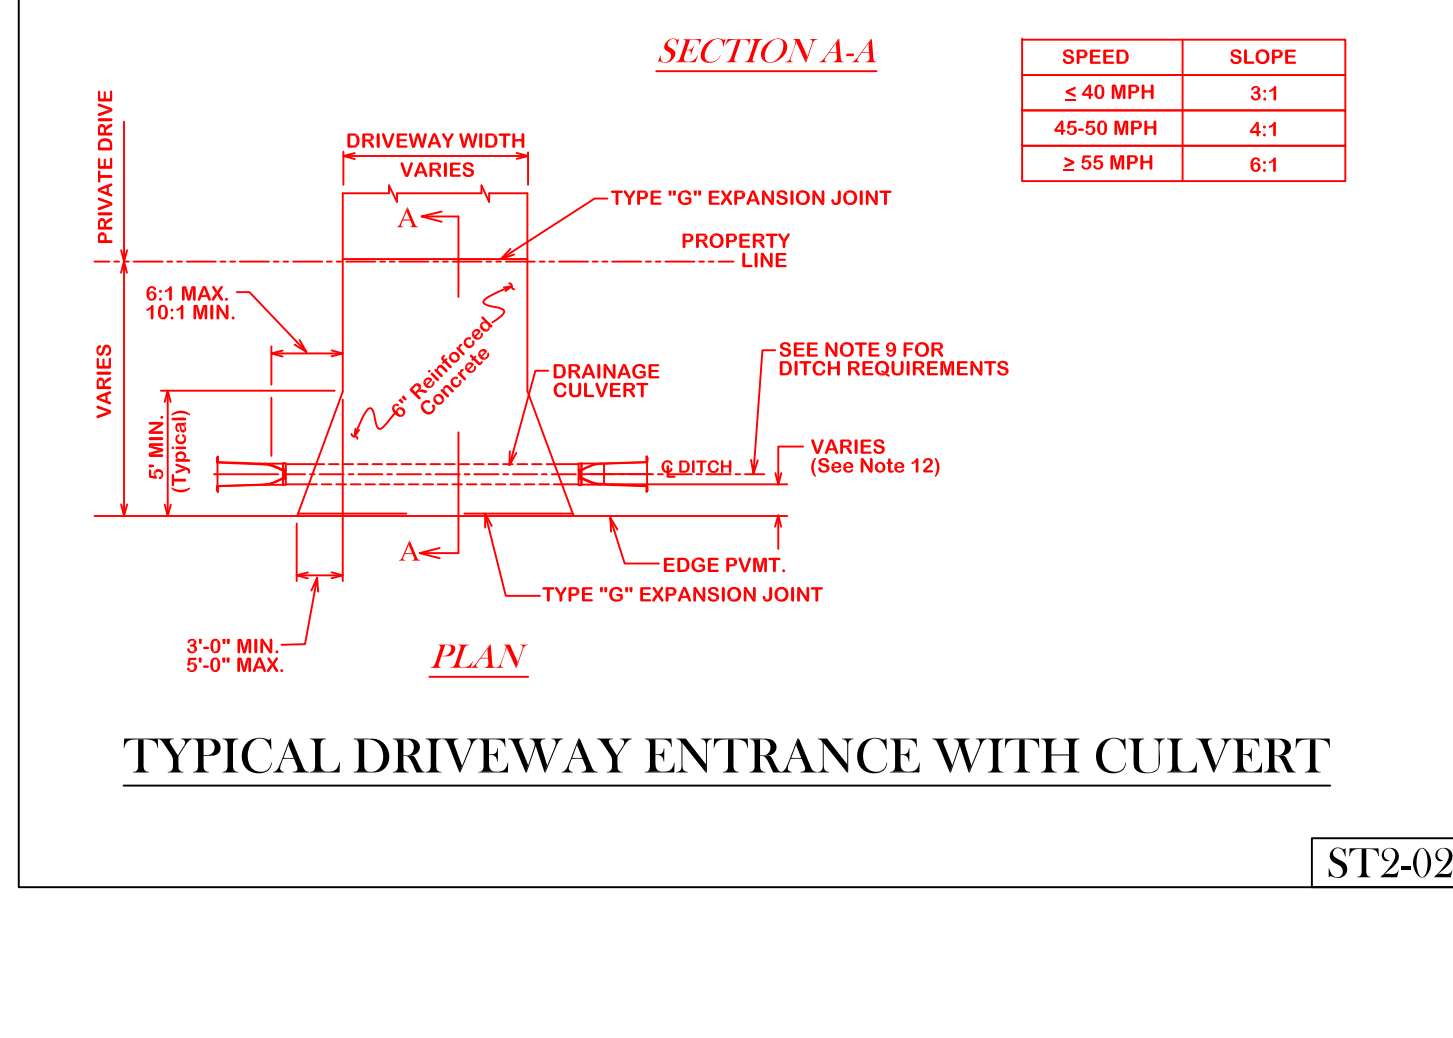 SECTION A-A
SPEED SLOPE
≤ 40 MPH 3:1
45-50 MPH 4:1
≥ 55 MPH 6:1
PRIVATE DRIVE
DRIVEWAY WIDTH
VARIES
TYPE "G" EXPANSION JOINT
A
PROPERTY
LINE
6:1 MAX.
10:1 MIN.
VARIES
6" Reinforced
Concrete
SEE NOTE 9 FOR
DITCH REQUIREMENTS
DRAINAGE
CULVERT
5' MIN.
(Typical)
VARIES
(See Note 12)
℄ DITCH
A
EDGE PVMT.
TYPE "G" EXPANSION JOINT
3'-0" MIN.
5'-0" MAX.
PLAN
TYPICAL DRIVEWAY ENTRANCE WITH CULVERT
ST2-02